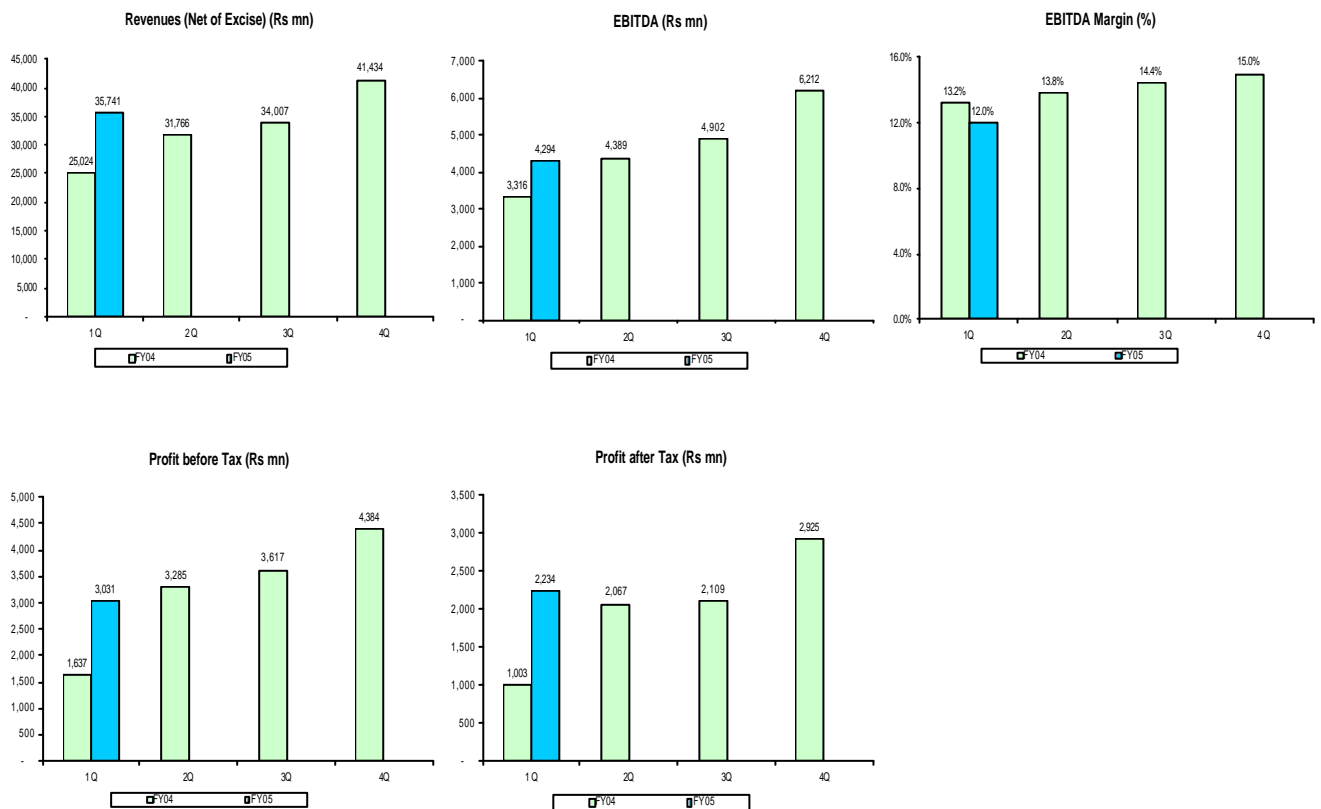 Revenues (Net of Excise) (Rs mn)
45,000
40,000
35,000
30,000
25,000
20,000
15,000
10,000
5,000
-
25,024
35,741
31,766
34,007
41,434
1Q
2Q
3Q
4Q
FY04
FY05
EBITDA (Rs mn)
7,000
6,000
5,000
4,000
3,000
2,000
1,000
-
3,316
4,294
4,389
4,902
6,212
1Q
2Q
3Q
4Q
FY04
FY05
EBITDA Margin (%)
16.0%
12.0%
8.0%
4.0%
0.0%
13.2%
12.0%
13.8%
14.4%
15.0%
1Q
2Q
3Q
4Q
FY04
FY05
Profit before Tax (Rs mn)
5,000
4,500
4,000
3,500
3,000
2,500
2,000
1,500
1,000
500
-
1,637
3,031
3,285
3,617
4,384
1Q
2Q
3Q
4Q
FY04
FY05
Profit after Tax (Rs mn)
3,500
3,000
2,500
2,000
1,500
1,000
500
-
1,003
2,234
2,067
2,109
2,925
1Q
2Q
3Q
4Q
FY04
FY05